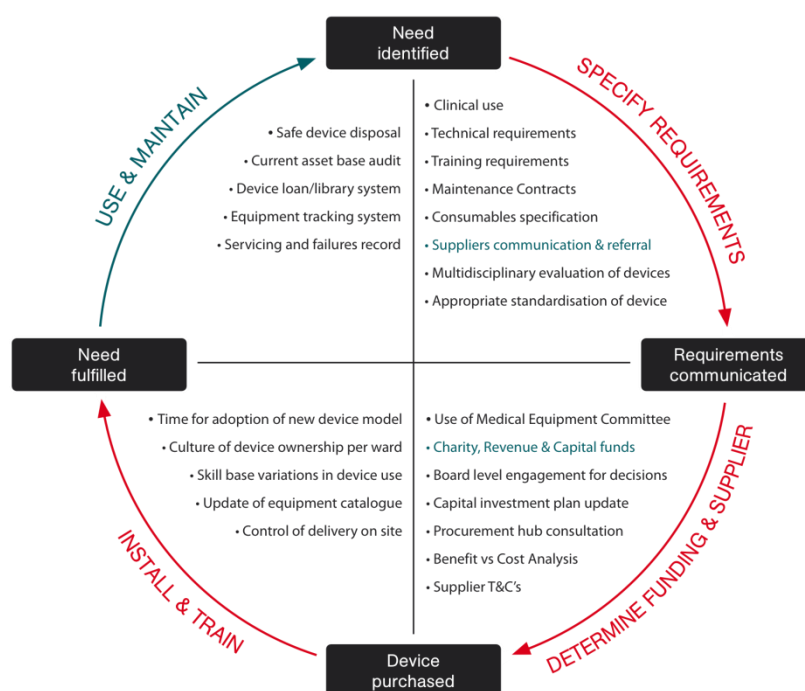 Need
identified
USE & MAINTAIN
SPECIFY REQUIREMENTS
• Safe device disposal
• Current asset base audit
• Device loan/library system
• Equipment tracking system
• Servicing and failures record
• Clinical use
• Technical requirements
• Training requirements
• Maintenance Contracts
• Consumables specification
• Suppliers communication & referral
• Multidisciplinary evaluation of devices
• Appropriate standardisation of device
Need
fulfilled
Requirements
communicated
• Time for adoption of new device model
• Culture of device ownership per ward
• Skill base variations in device use
• Update of equipment catalogue
• Control of delivery on site
• Use of Medical Equipment Committee
• Charity, Revenue & Capital funds
• Board level engagement for decisions
• Capital investment plan update
• Procurement hub consultation
• Benefit vs Cost Analysis
• Supplier T&C's
INSTALL & TRAIN
DETERMINE FUNDING & SUPPLIER
Device
purchased